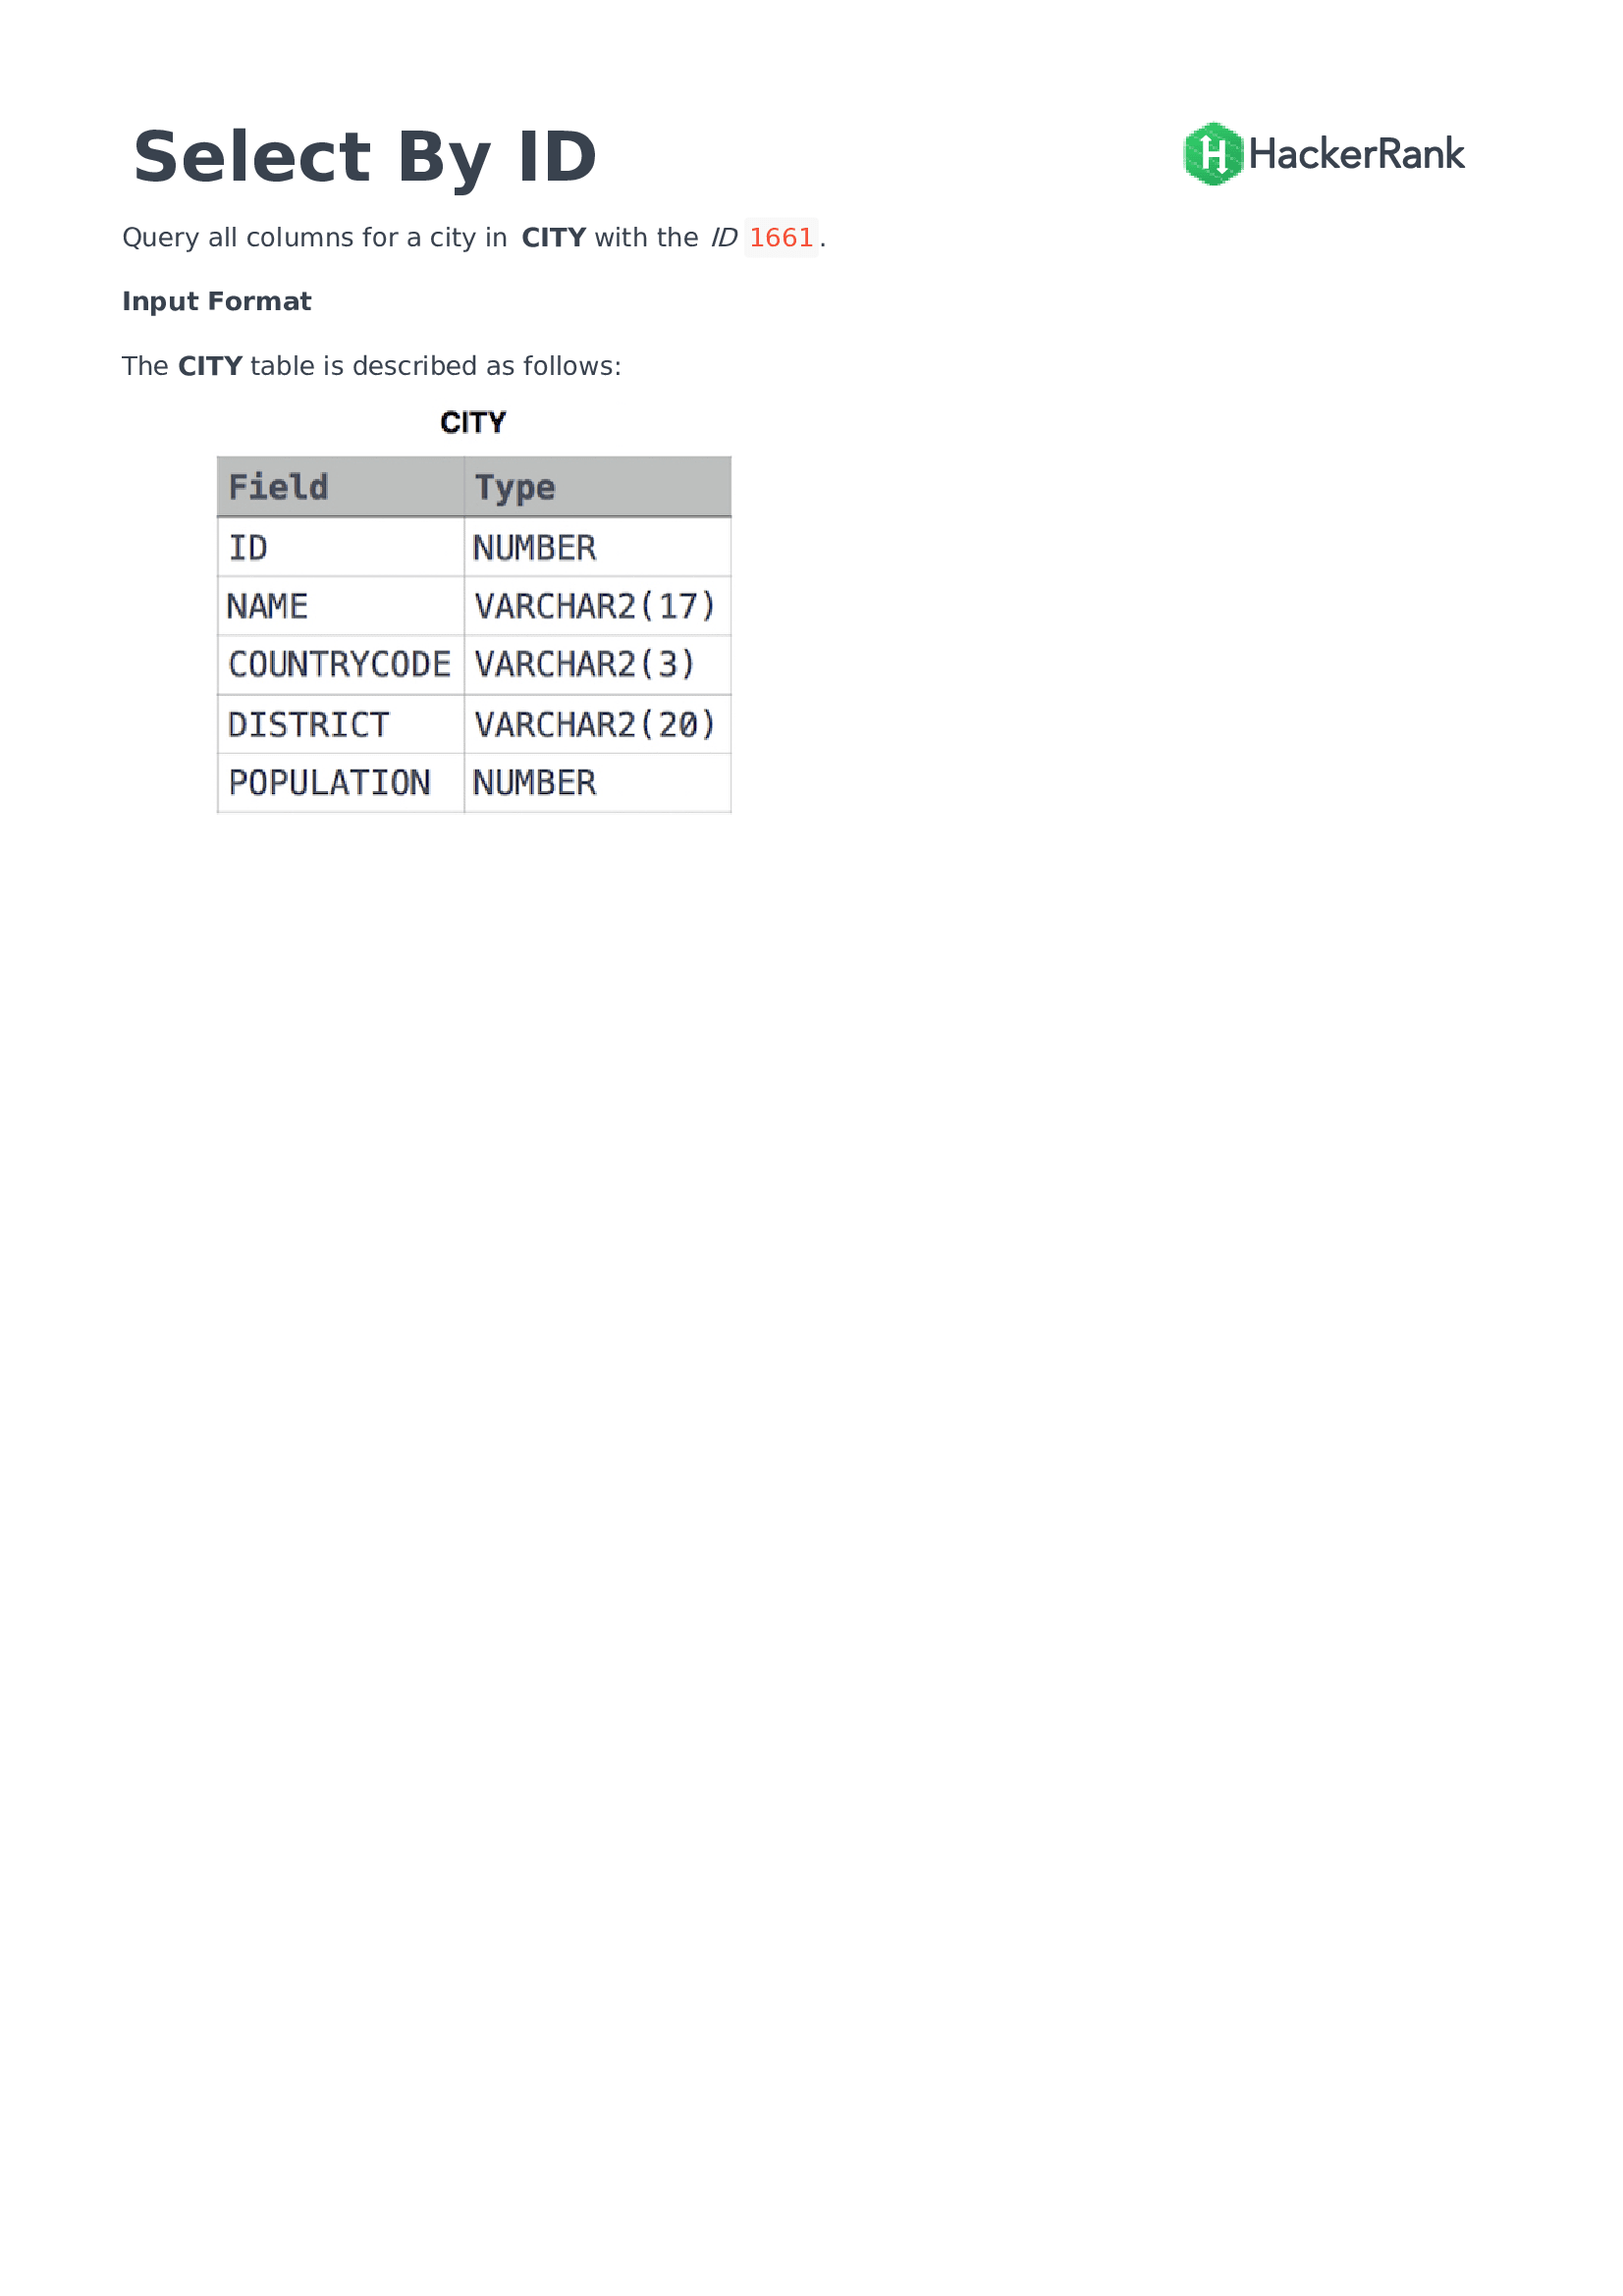 Select By ID
HackerRank
Query all columns for a city in CITY with the ID 1661.
Input Format
The CITY table is described as follows:
CITY
Field Type
ID NUMBER
NAME VARCHAR2(17)
COUNTRYCODE VARCHAR2(3)
DISTRICT VARCHAR2(20)
POPULATION NUMBER